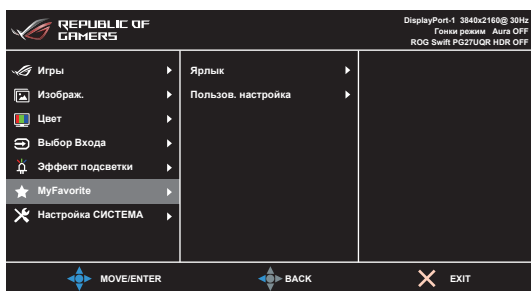 REPUBLIC OF
GAMERS
DisplayPort-1 3840x2160@ 30Hz
Гонки режим Aura OFF
ROG Swift PG27UQR HDR OFF
Игры
Изображ.
Цвет
Выбор Входа
Эффект подсветки
MyFavorite
Настройка СИСТЕМА
Ярлык
Пользов. настройка
MOVE/ENTER
BACK
EXIT